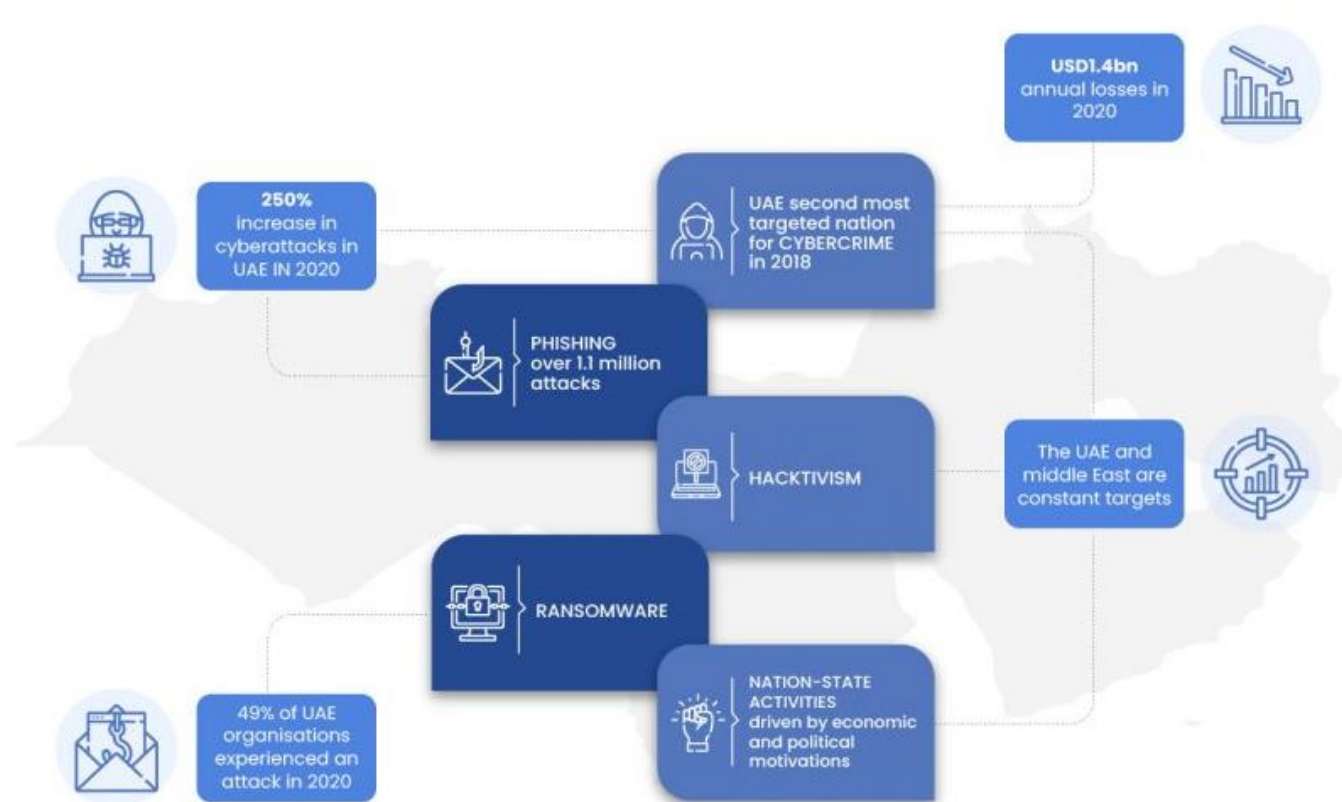 USD1.4bn
annual losses in
2020
250%
increase in
cyberattacks in
UAE IN 2020
UAE second most
targeted nation
for CYBERCRIME
in 2018
PHISHING
over 1.1 million
attacks
HACKTIVISM
The UAE and
middle East are
constant targets
RANSOMWARE
49% of UAE
organisations
experienced an
attack in 2020
NATION-STATE
ACTIVITIES
driven by economic
and political
motivations